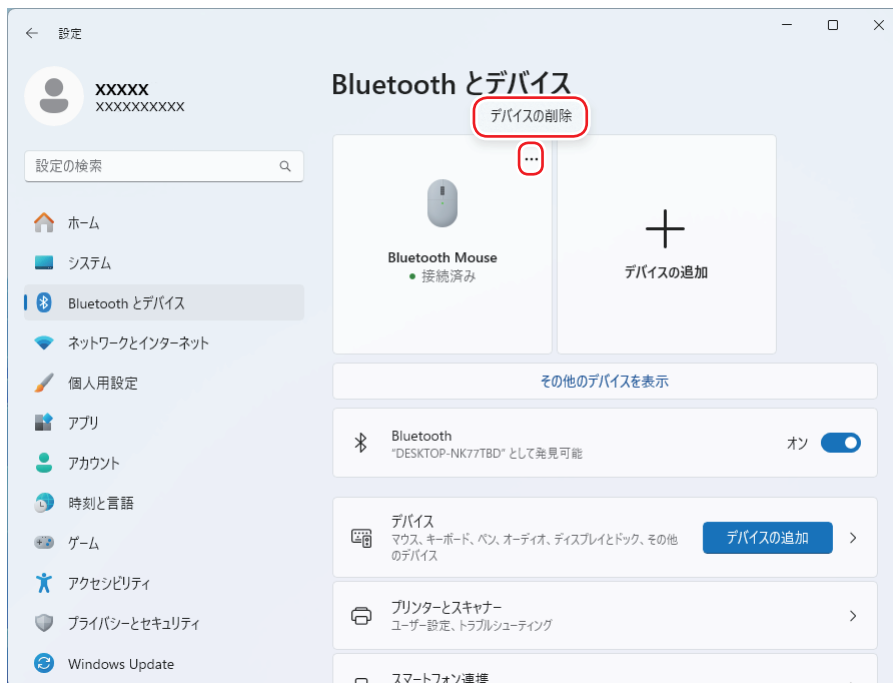 設定
XXXXX
XXXXXXXXXX
設定の検索
ホーム
システム
Bluetooth とデバイス
ネットワークとインターネット
個人用設定
アプリ
アカウント
時刻と言語
ゲーム
アクセシビリティ
プライバシーとセキュリティ
Windows Update
Bluetooth とデバイス
デバイスの削除
...
Bluetooth Mouse
接続済み
デバイスの追加
その他のデバイスを表示
Bluetooth
"DESKTOP-NK77TBD" として発見可能
オン
デバイス
マウス、キーボード、ペン、オーディオ、ディスプレイとドック、その他
のデバイス
デバイスの追加
プリンターとスキャナー
ユーザー設定、トラブルシューティング
スマートフォン連携